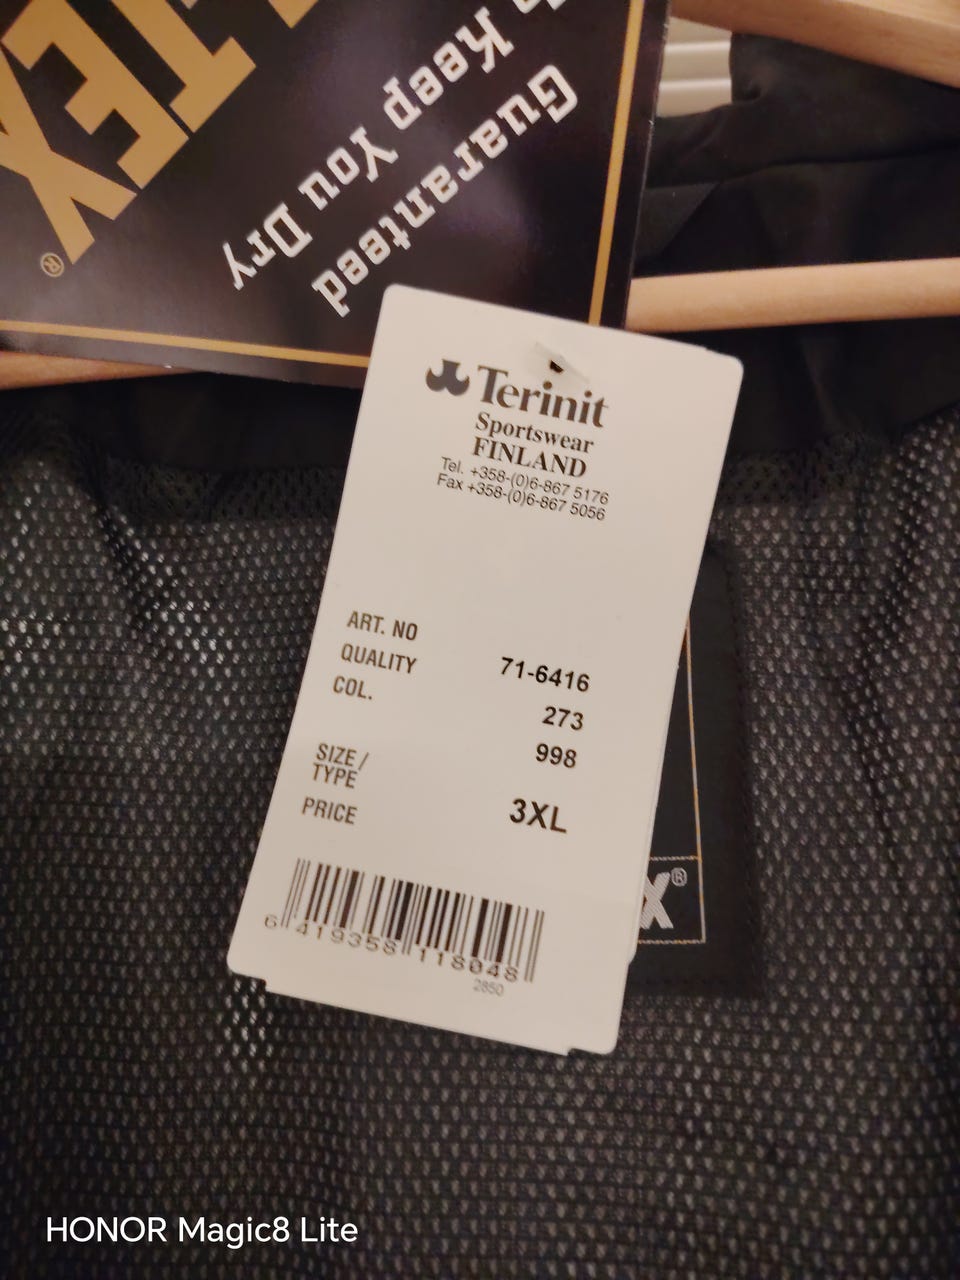 TEX®
Guaranteed
To Keep
You Dry
Terinit
Sportswear
FINLAND
Tel. +358-(0)6-867 5176
Fax +358-(0)6-867 5056
ART. NO 71-6416
QUALITY 273
COL. 998
SIZE/
TYPE 3XL
PRICE
6 419358 118048
2850
X®
HONOR Magic8 Lite